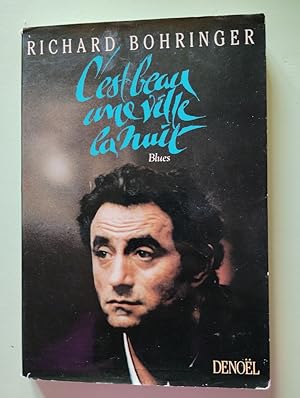 RICHARD BOHRINGER
C'est beau
une ville
la nuit
Blues
DENOËL